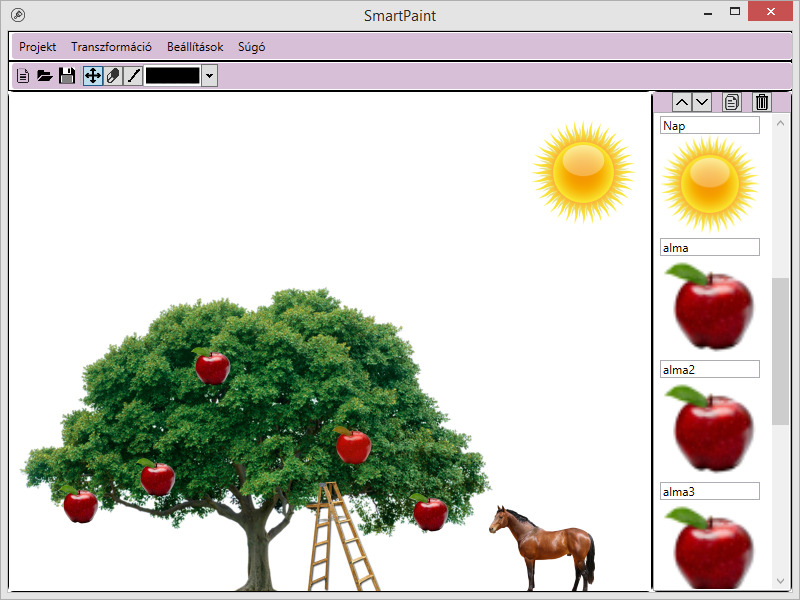 SmartPaint
Projekt Transzformáció Beállítások Súgó
Nap
alma
alma2
alma3